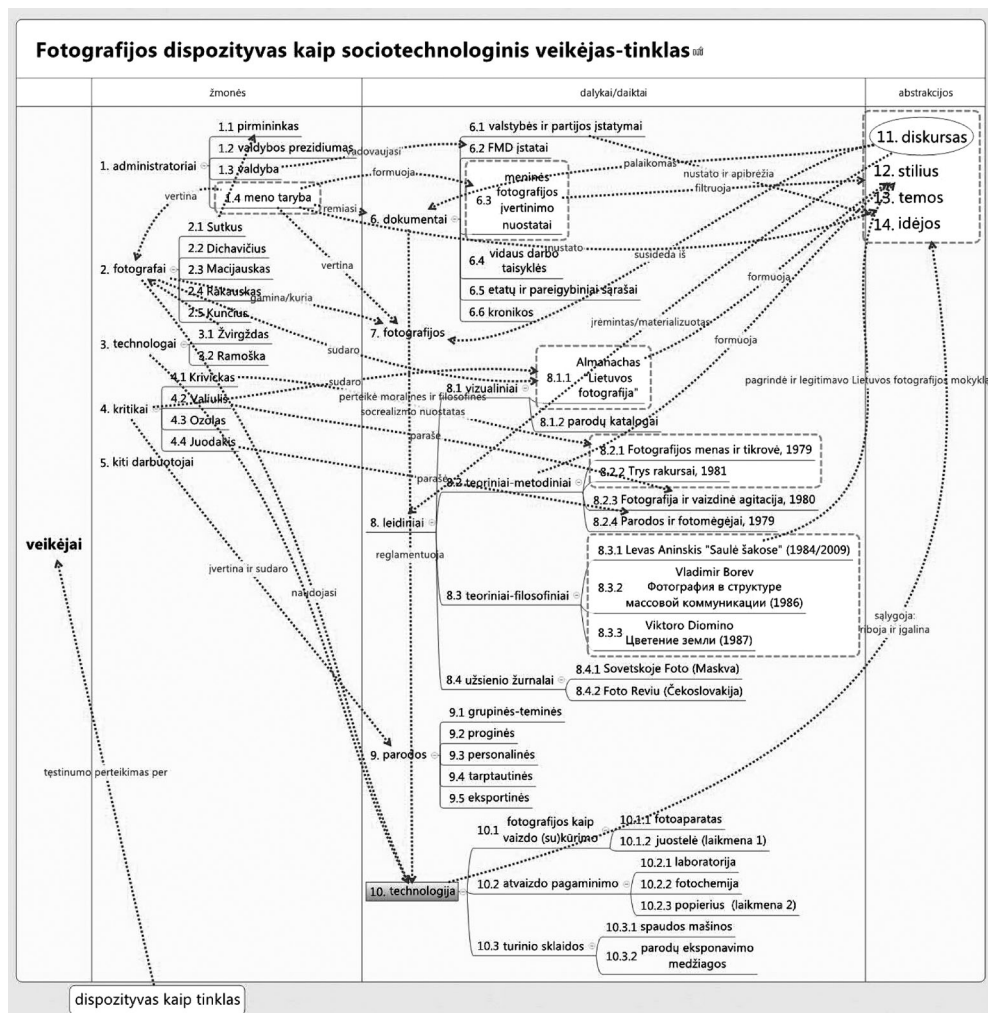 Fotografijos dispozityvas kaip sociotechnologinis veikėjas-tinklas
žmonės
dalykai/daiktai
abstrakcijos
veikėjai
1. administratoriai
1.1 pirmininkas
1.2 valdybos prezidiumas
1.3 valdyba
1.4 meno taryba
2. fotografai
2.1 Sutkus
2.2 Dichavičius
2.3 Macijauskas
2.4 Rakauskas
2.5 Kunčius
3. technologai
3.1 Žvirgždas
3.2 Ramoška
4. kritikai
4.1 Krivickas
4.2 Valiulis
4.3 Ozolas
4.4 Juodakis
5. kiti darbuotojai
6. dokumentai
6.1 valstybės ir partijos įstatymai
6.2 FMD įstatai
6.3
meninės
fotografijos
įvertinimo
nuostatai
6.4
vidaus darbo
taisyklės
6.5 etatų ir pareigybiniai sąrašai
6.6 kronikos
7. fotografijos
8. leidiniai
8.1 vizualiniai
8.1.1
Almanachas
"Lietuvos
fotografija"
8.1.2 parodų katalogai
8.2 teoriniai-metodiniai
8.2.1 Fotografijos menas ir tikrovė, 1979
8.2.2 Trys rakursai, 1981
8.2.3 Fotografija ir vaizdinė agitacija, 1980
8.2.4 Parodos ir fotomėgėjai, 1979
8.3 teoriniai-filosofiniai
8.3.1 Levas Aninskis "Saulė šakose" (1984/2009)
8.3.2
Vladimir Borev
Фотография в структуре
массовой коммуникации (1986)
8.3.3
Viktoro Diomino
Цветение земли (1987)
8.4 užsienio žurnalai
8.4.1 Sovetskoje Foto (Maskva)
8.4.2 Foto Reviu (Čekoslovakija)
9. parodos
9.1 grupinės-teminės
9.2 proginės
9.3 personalinės
9.4 tarptautinės
9.5 eksportinės
10. technologija
10.1
fotografijos kaip
vaizdo (su)kūrimo
10.1.1 fotoaparatas
10.1.2 juostelė (laikmena 1)
10.2 atvaizdo pagaminimo
10.2.1 laboratorija
10.2.2 fotochemija
10.2.3 popierius (laikmena 2)
10.3 turinio sklaidos
10.3.1 spaudos mašinos
10.3.2
parodų eksponavimo
medžiagos
11. diskursas
12. stilius
13. temos
14. idėjos
vadovaujasi
formuoja
vertina
remiasi
vertina
gamina/kuria
sudaro
sudaro
perteikė moralines ir filosofines
socrealizmo nuostatas
parašė
parašė
reglamentuoja
įvertina ir sudaro
naudojasi
palaikomas
nustato ir apibrėžia
filtruoja
nustato
susideda iš
formuoja
įrėmintas/materializuotas
formuoja
pagrindė ir legitimavo Lietuvos fotografijos mokyklą
sąlygoja:
riboja ir įgalina
tęstinumo perteikimas per
dispozityvas kaip tinklas